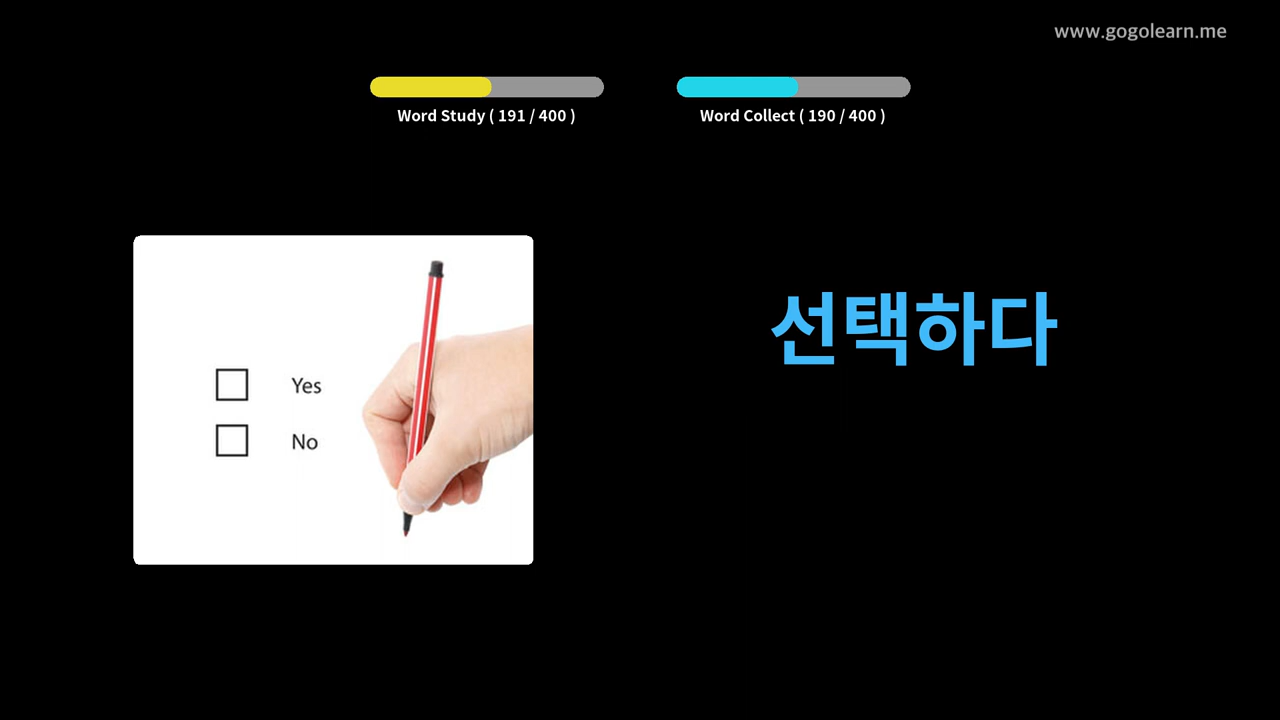 www.gogolearn.me
Word Study ( 191 / 400 )
Word Collect ( 190 / 400 )
선택하다
Yes
No